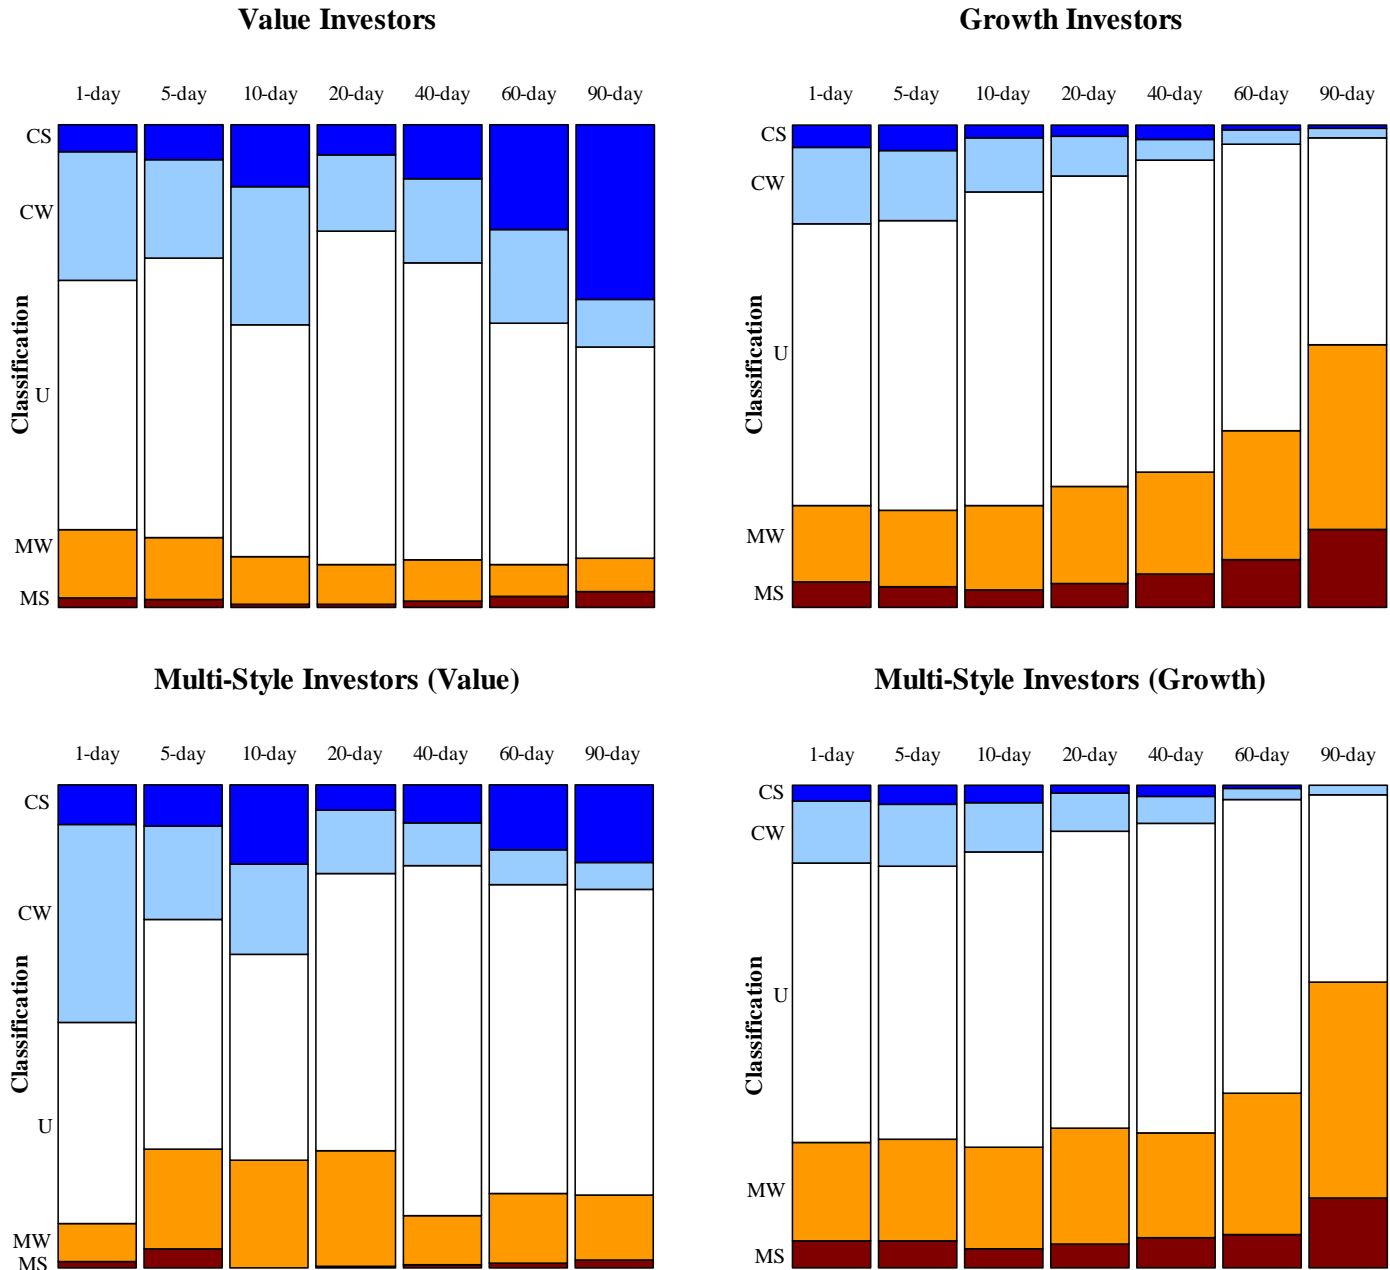 Value Investors
1-day 5-day 10-day 20-day 40-day 60-day 90-day
CS
CW
U
MW
MS
Classification
Growth Investors
1-day 5-day 10-day 20-day 40-day 60-day 90-day
CS
CW
U
MW
MS
Classification
Multi-Style Investors (Value)
1-day 5-day 10-day 20-day 40-day 60-day 90-day
CS
CW
U
MW
MS
Classification
Multi-Style Investors (Growth)
1-day 5-day 10-day 20-day 40-day 60-day 90-day
CS
CW
U
MW
MS
Classification